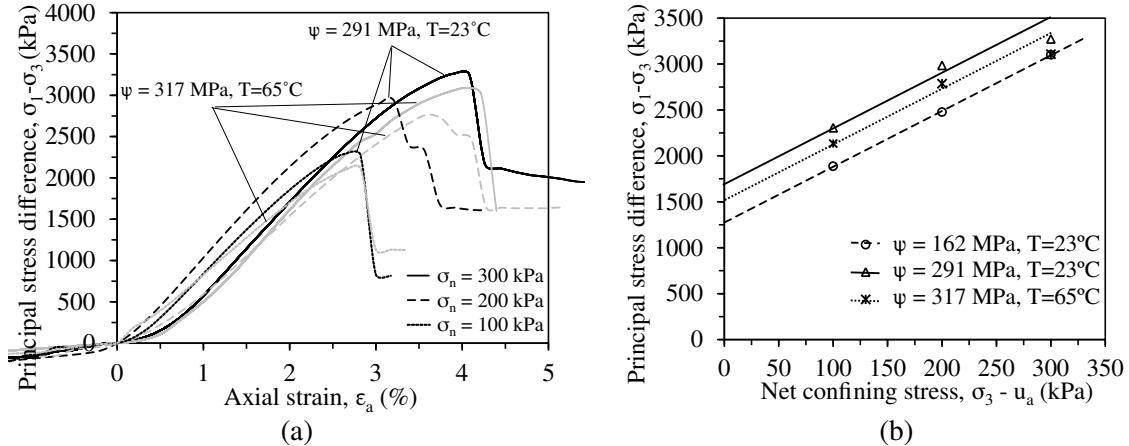 Principal stress difference, σ1-σ3 (kPa)
4000
3500
3000
2500
2000
1500
1000
500
0
0 1 2 3 4 5
Axial strain, εa (%)
ψ = 291 MPa, T=23˚C
ψ = 317 MPa, T=65˚C
σn = 300 kPa
σn = 200 kPa
σn = 100 kPa
(a)
Principal stress difference, σ1-σ3 (kPa)
3500
3000
2500
2000
1500
1000
500
0
0 50 100 150 200 250 300 350
Net confining stress, σ3 - ua (kPa)
ψ = 162 MPa, T=23ºC
ψ = 291 MPa, T=23ºC
ψ = 317 MPa, T=65ºC
(b)